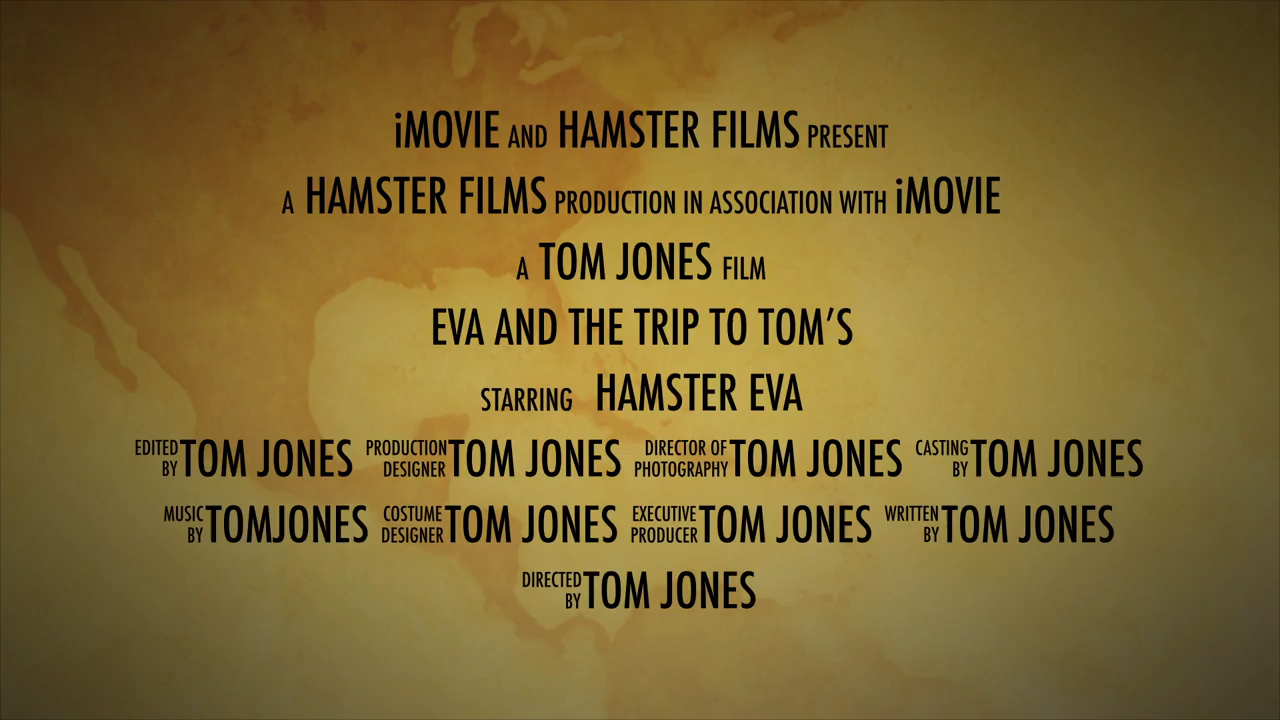 iMOVIE AND HAMSTER FILMS PRESENT
A HAMSTER FILMS PRODUCTION IN ASSOCIATION WITH iMOVIE
A TOM JONES FILM
EVA AND THE TRIP TO TOM’S
STARRING HAMSTER EVA
EDITED BY TOM JONES PRODUCTION DESIGNER TOM JONES DIRECTOR OF PHOTOGRAPHY TOM JONES CASTING BY TOM JONES
MUSIC BY TOMJONES COSTUME DESIGNER TOM JONES EXECUTIVE PRODUCER TOM JONES WRITTEN BY TOM JONES
DIRECTED BY TOM JONES